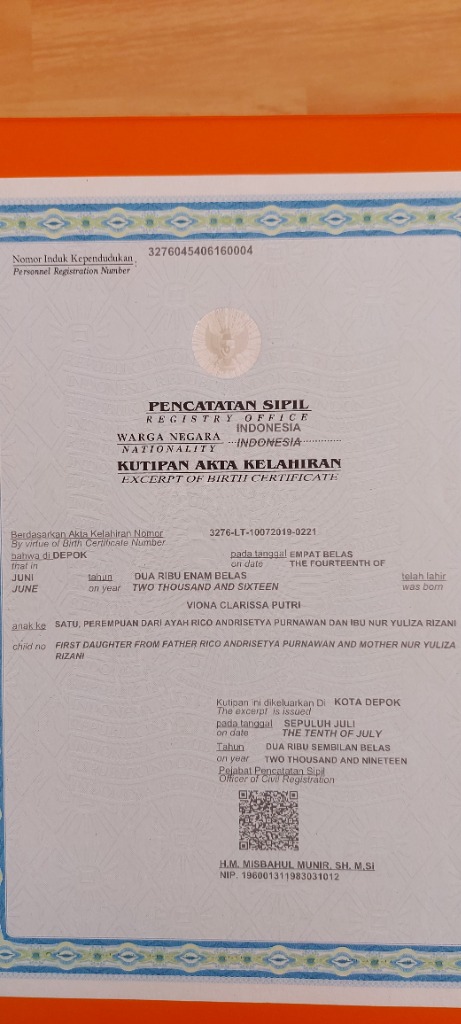 Nomor Induk Kependudukan : 3276045406160004
Personnel Registration Number
PENCATATAN SIPIL
REGISTRY OFFICE
WARGA NEGARA INDONESIA
NATIONALITY INDONESIA
KUTIPAN AKTA KELAHIRAN
EXCERPT OF BIRTH CERTIFICATE
Berdasarkan Akta Kelahiran Nomor 3276-LT-10072019-0221
By virtue of Birth Certificate Number
bahwa di DEPOK pada tanggal EMPAT BELAS
that in on date THE FOURTEENTH OF
JUNI tahun DUA RIBU ENAM BELAS telah lahir
JUNE on year TWO THOUSAND AND SIXTEEN was born
VIONA CLARISSA PUTRI
anak ke SATU, PEREMPUAN DARI AYAH RICO ANDRISETYA PURNAWAN DAN IBU NUR YULIZA RIZANI
child no FIRST DAUGHTER FROM FATHER RICO ANDRISETYA PURNAWAN AND MOTHER NUR YULIZA
RIZANI
Kutipan ini dikeluarkan Di KOTA DEPOK
The excerpt is issued
pada tanggal SEPULUH JULI
on date THE TENTH OF JULY
Tahun DUA RIBU SEMBILAN BELAS
on year TWO THOUSAND AND NINETEEN
Pejabat Pencatatan Sipil
Officer of Civil Registration
H.M. MISBAHUL MUNIR, SH, M,Si
NIP. 196001311983031012